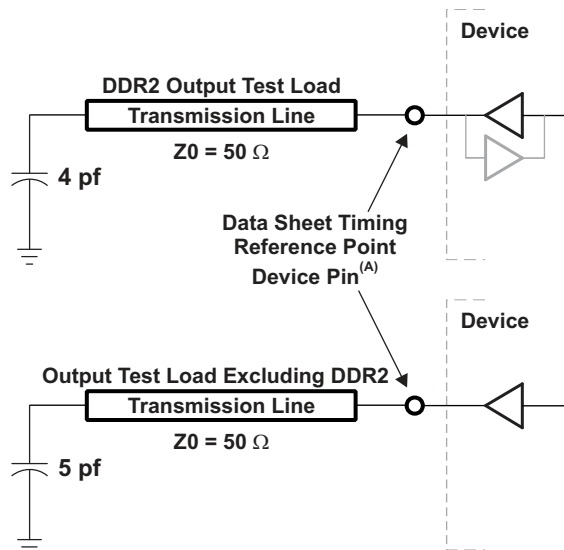 Device
DDR2 Output Test Load
Transmission Line
Z0 = 50 Ω
4 pf
Data Sheet Timing
Reference Point
Device Pin(A)
Device
Output Test Load Excluding DDR2
Transmission Line
Z0 = 50 Ω
5 pf